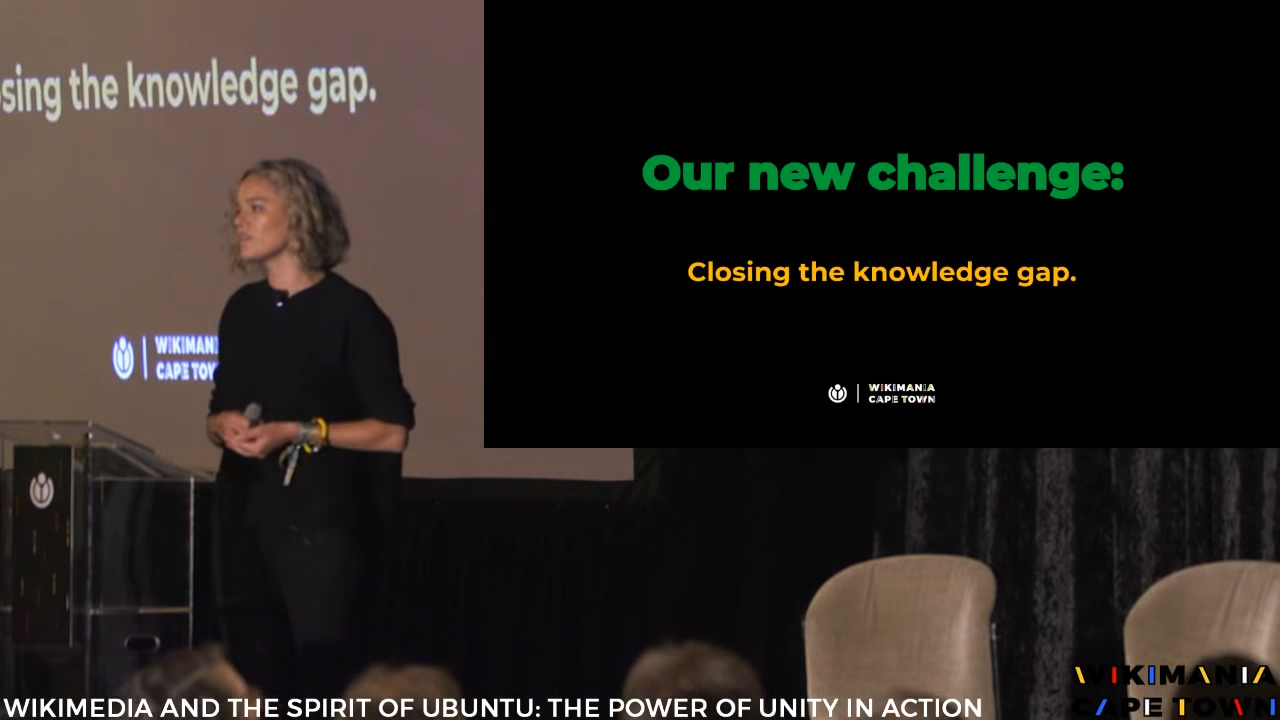 osing the knowledge gap.
Our new challenge:
Closing the knowledge gap.
WIKIMANI
CAPE TOW
WIKIMANIA
CAPE TOWN
WIKIMEDIA AND THE SPIRIT OF UBUNTU: THE POWER OF UNITY IN ACTION
WIKIMANIA
CAPE TOWN